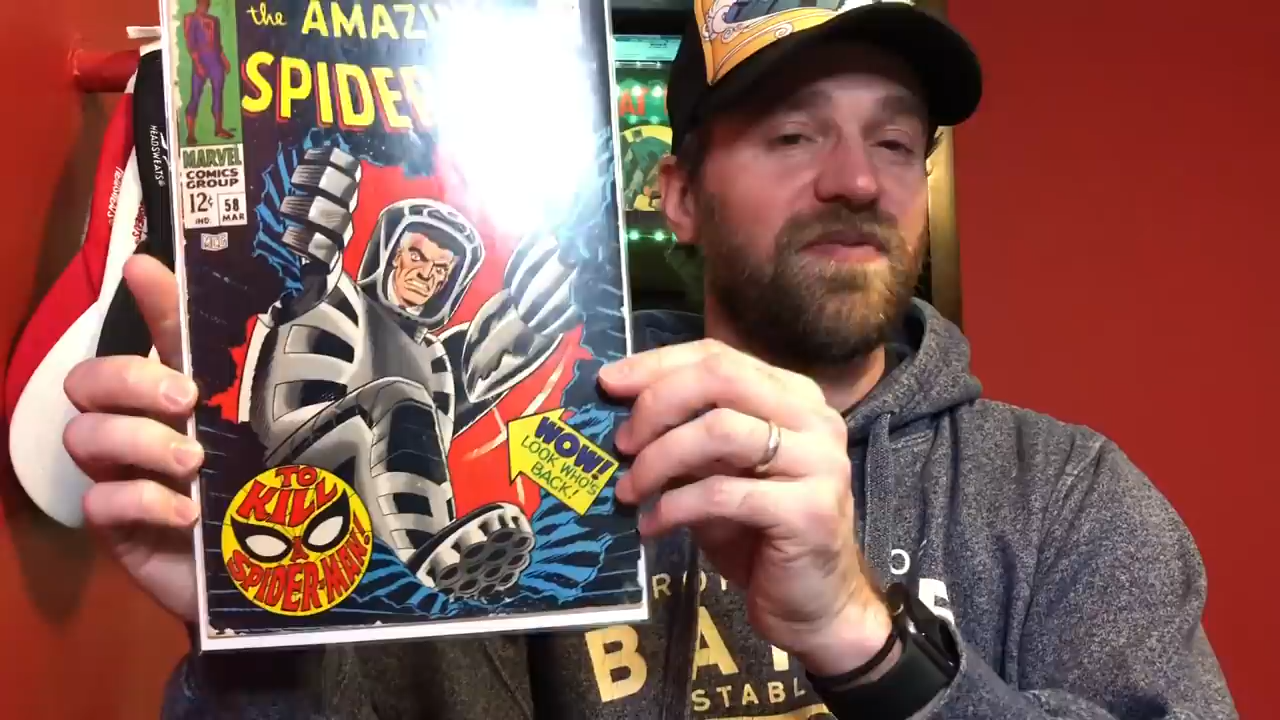 the AMAZ
SPIDER
MARVEL
COMICS
GROUP
12¢
IND.
58
MAR
WOW!
LOOK WHO'S
BACK!
TO
KILL
A
SPIDER-MAN!
HEADSWEATS
BA
STABL